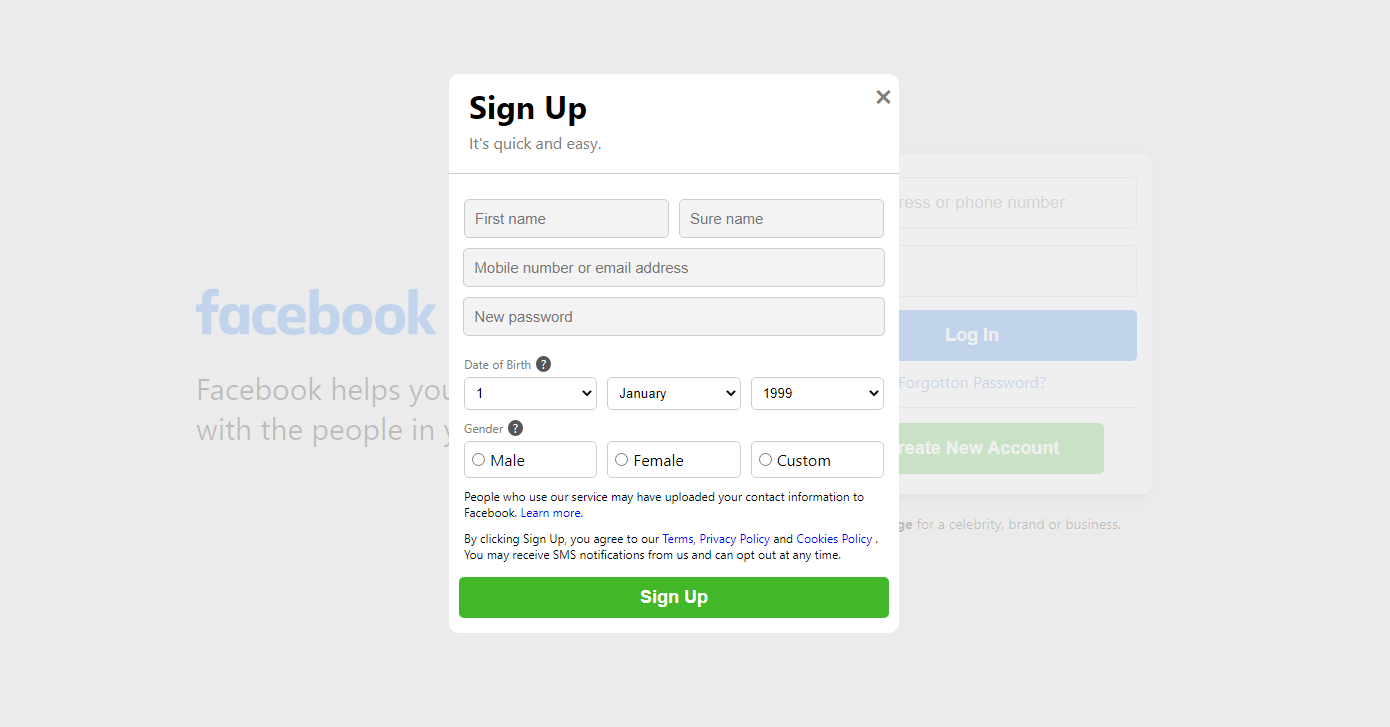 Sign Up
It's quick and easy.
First name
Sure name
Mobile number or email address
New password
Date of Birth ?
1
January
1999
Gender ?
Male
Female
Custom
People who use our service may have uploaded your contact information to
Facebook. Learn more.
By clicking Sign Up, you agree to our Terms, Privacy Policy and Cookies Policy .
You may receive SMS notifications from us and can opt out at any time.
Sign Up
facebook
Facebook helps you
with the people in
or phone number
Log In
Forgotton Password?
New Account
for a celebrity, brand or business.